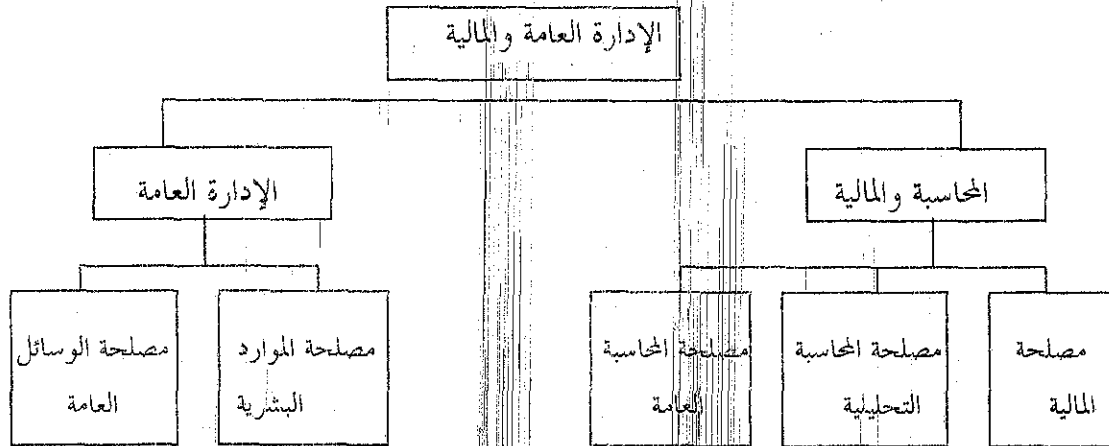 الإدارة العامة والمالية
المحاسبة والمالية
الإدارة العامة
مصلحة
المالية
مصلحة المحاسبة
التحليلية
مصلحة المحاسبة
العامة
مصلحة الموارد
البشرية
مصلحة الوسائل
العامة